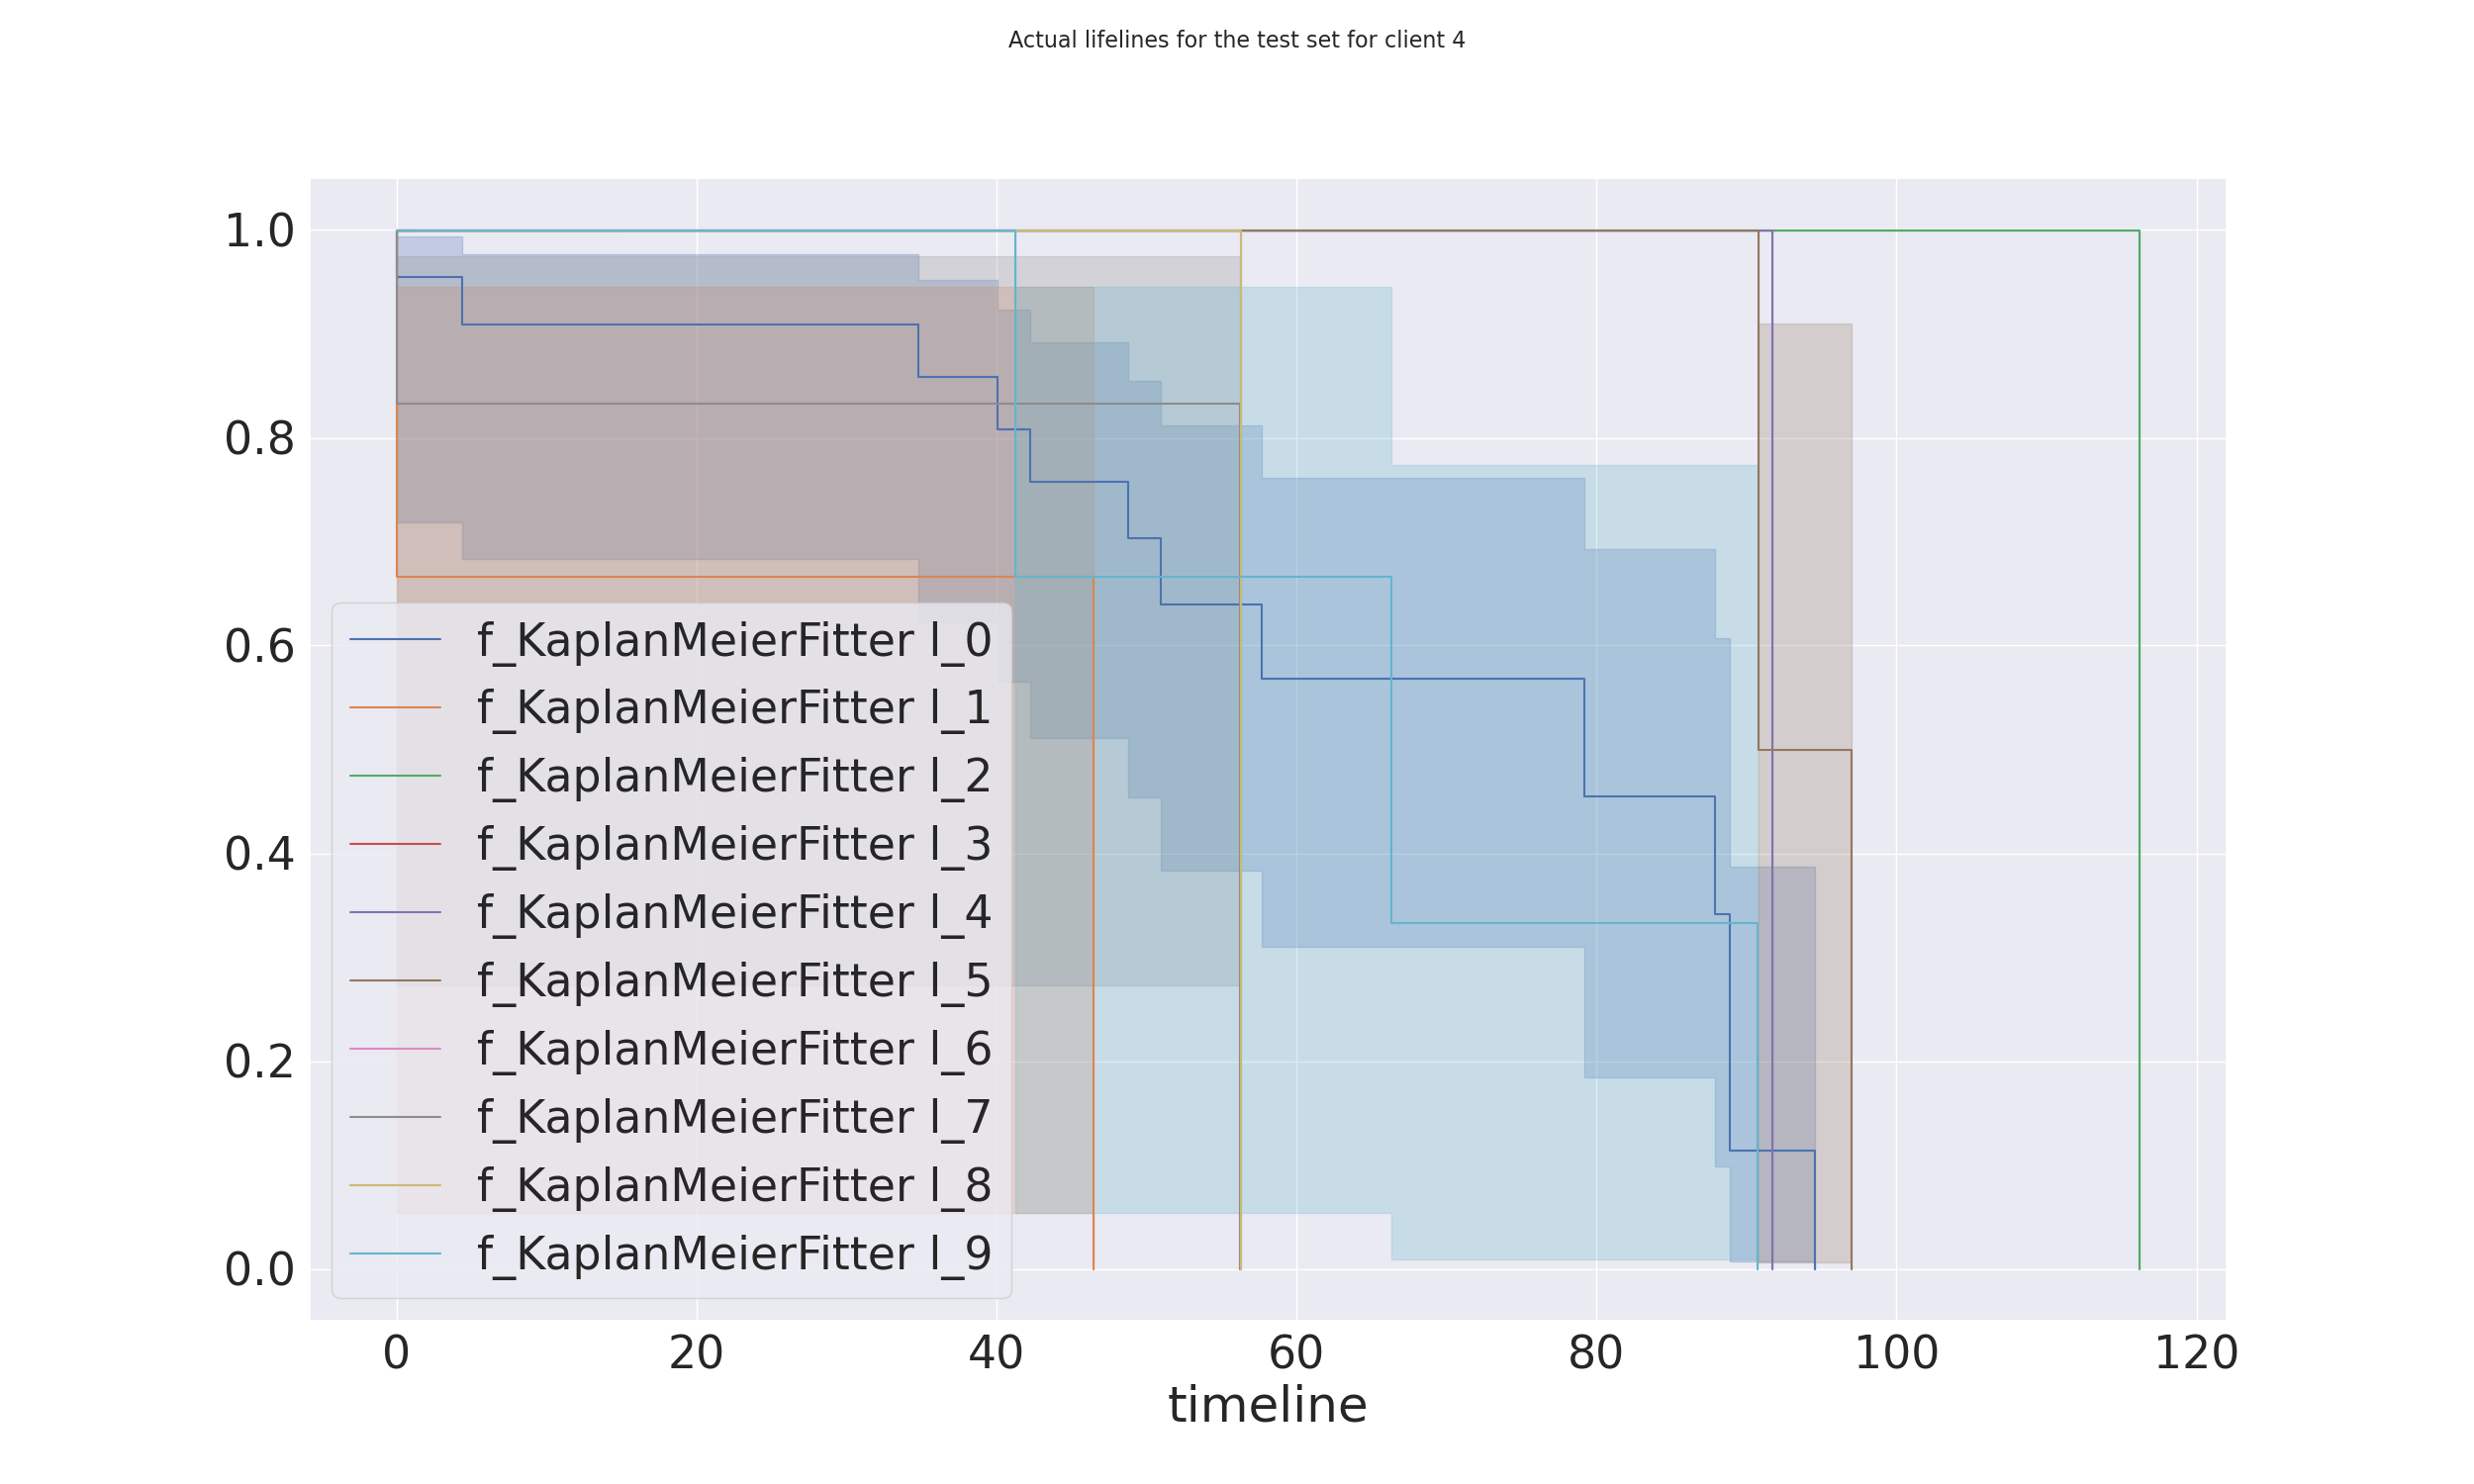 Actual lifelines for the test set for client 4
1.0
0.8
0.6
0.4
0.2
0.0
f_KaplanMeierFitter l_0
f_KaplanMeierFitter l_1
f_KaplanMeierFitter l_2
f_KaplanMeierFitter l_3
f_KaplanMeierFitter l_4
f_KaplanMeierFitter l_5
f_KaplanMeierFitter l_6
f_KaplanMeierFitter l_7
f_KaplanMeierFitter l_8
f_KaplanMeierFitter l_9
0 20 40 60 80 100 120
timeline